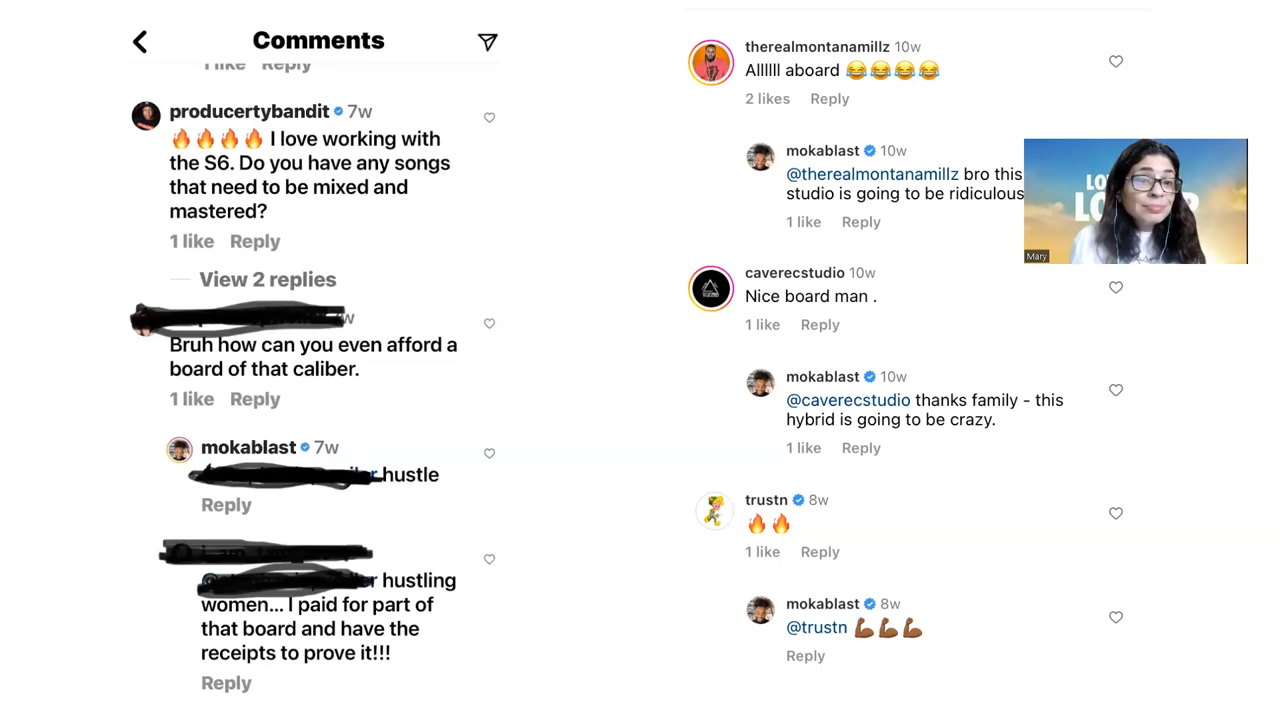 Comments
1 like Reply
producertybandit 7w
🔥🔥🔥🔥 I love working with
the S6. Do you have any songs
that need to be mixed and
mastered?
1 like Reply
View 2 replies
Bruh how can you even afford a
board of that caliber.
1 like Reply
mokablast 7w
hustle
Reply
hustling
women... I paid for part of
that board and have the
receipts to prove it!!!
Reply
therealmontanamillz 10w
Allllll aboard 😂😂😂😂
2 likes Reply
mokablast 10w
@therealmontanamillz bro this
studio is going to be ridiculous
1 like Reply
caverecstudio 10w
Nice board man .
1 like Reply
mokablast 10w
@caverecstudio thanks family - this
hybrid is going to be crazy.
1 like Reply
trustn 8w
🔥🔥
1 like Reply
mokablast 8w
@trustn 💪🏾💪🏾💪🏾
Reply
Mary